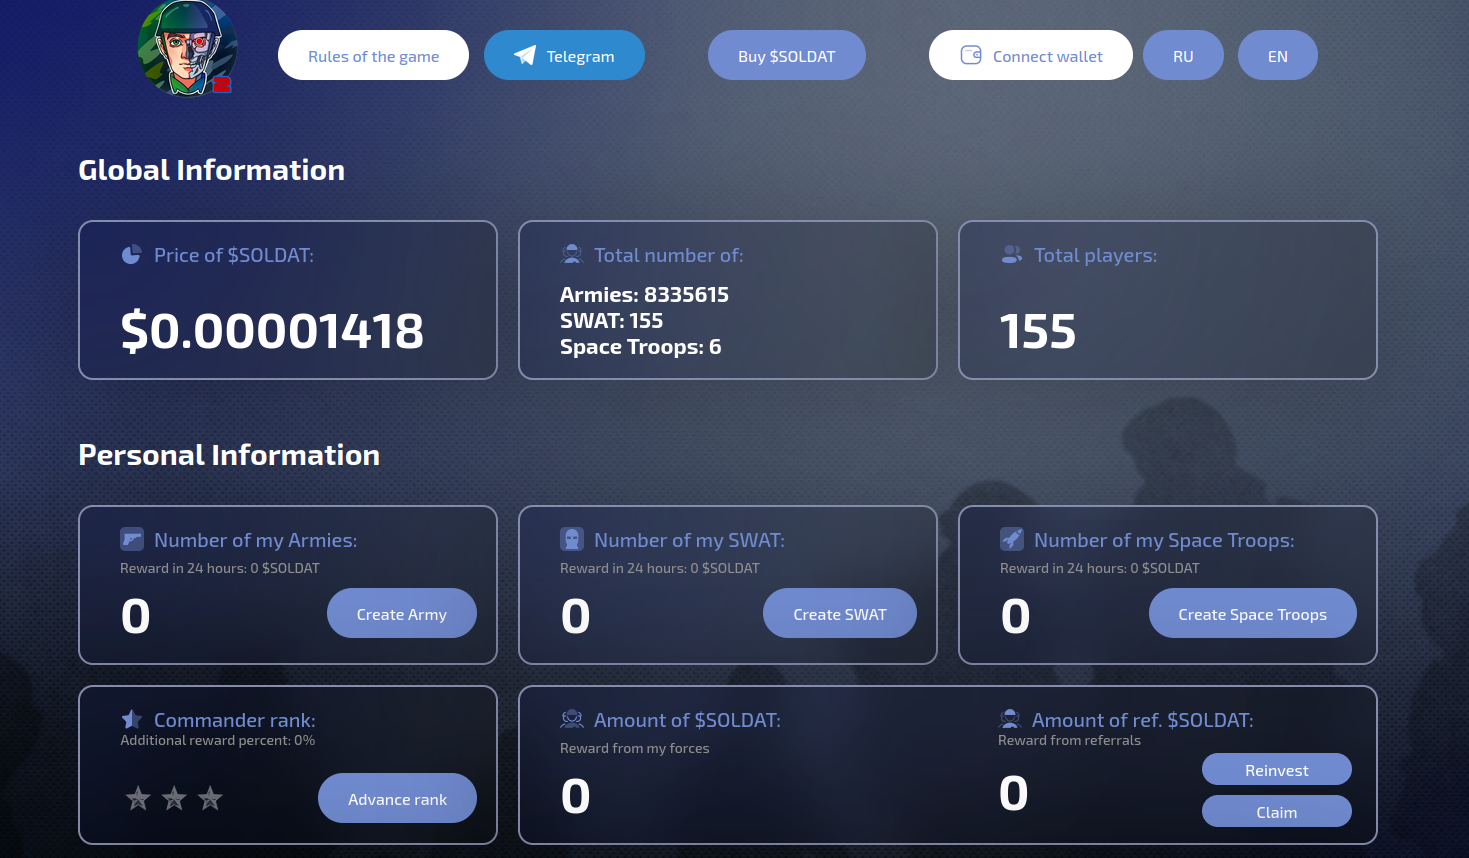 Rules of the game
Telegram
Buy $SOLDAT
Connect wallet
RU
EN
Global Information
Price of $SOLDAT:
$0.00001418
Total number of:
Armies: 8335615
SWAT: 155
Space Troops: 6
Total players:
155
Personal Information
Number of my Armies:
Reward in 24 hours: 0 $SOLDAT
0
Create Army
Number of my SWAT:
Reward in 24 hours: 0 $SOLDAT
0
Create SWAT
Number of my Space Troops:
Reward in 24 hours: 0 $SOLDAT
0
Create Space Troops
Commander rank:
Additional reward percent: 0%
Advance rank
Amount of $SOLDAT:
Reward from my forces
0
Amount of ref. $SOLDAT:
Reward from referrals
0
Reinvest
Claim